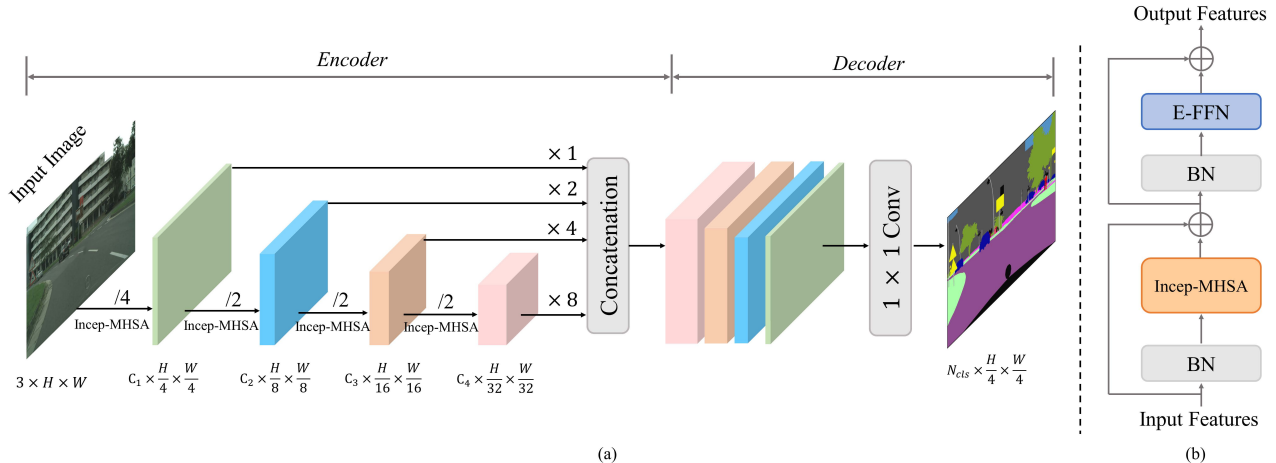 Encoder
Decoder
Input Image
× 1
× 2
× 4
× 8
/4
Incep-MHSA
/2
Incep-MHSA
/2
Incep-MHSA
/2
Incep-MHSA
Concatenation
1 × 1 Conv
3 × H × W
C₁ × H/4 × W/4
C₂ × H/8 × W/8
C₃ × H/16 × W/16
C₄ × H/32 × W/32
N_cls × H/4 × W/4
(a)
Output Features
E-FFN
BN
Incep-MHSA
BN
Input Features
(b)